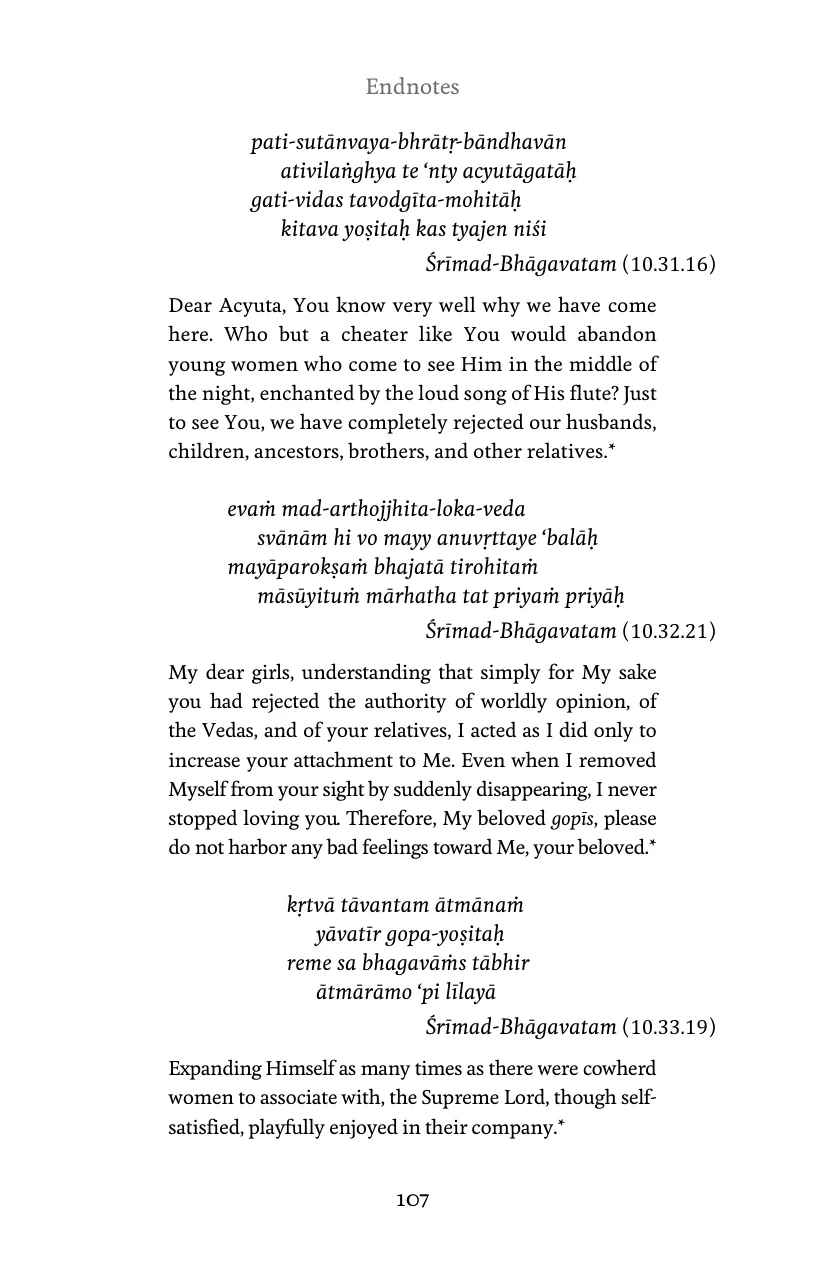 Endnotes
pati-sutānvaya-bhrātṛ-bāndhavān
ativilaṅghya te ‘nty acyutāgatāḥ
gati-vidas tavodgīta-mohitāḥ
kitava yoṣitaḥ kas tyajen niśi
Śrīmad-Bhāgavatam (10.31.16)
Dear Acyuta, You know very well why we have come
here. Who but a cheater like You would abandon
young women who come to see Him in the middle of
the night, enchanted by the loud song of His flute? Just
to see You, we have completely rejected our husbands,
children, ancestors, brothers, and other relatives.*
evaṁ mad-arthojjhita-loka-veda
svānām hi vo mayy anuvṛttaye ‘balāḥ
mayāparokṣaṁ bhajatā tirohitaṁ
māsūyituṁ mārhatha tat priyaṁ priyāḥ
Śrīmad-Bhāgavatam (10.32.21)
My dear girls, understanding that simply for My sake
you had rejected the authority of worldly opinion, of
the Vedas, and of your relatives, I acted as I did only to
increase your attachment to Me. Even when I removed
Myself from your sight by suddenly disappearing, I never
stopped loving you. Therefore, My beloved gopīs, please
do not harbor any bad feelings toward Me, your beloved.*
kṛtvā tāvantam ātmānaṁ
yāvatīr gopa-yoṣitaḥ
reme sa bhagavāṁs tābhir
ātmārāmo ‘pi līlayā
Śrīmad-Bhāgavatam (10.33.19)
Expanding Himself as many times as there were cowherd
women to associate with, the Supreme Lord, though self-
satisfied, playfully enjoyed in their company.*
107